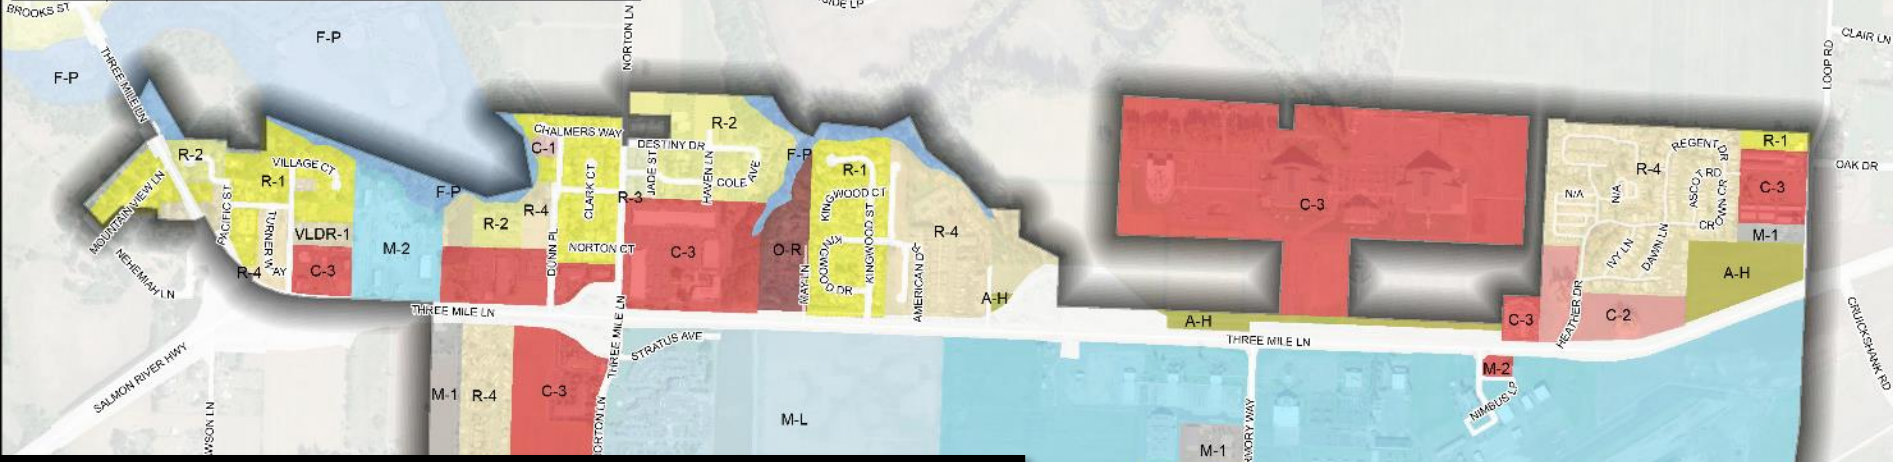 BROOKS ST
F-P
F-P
THREE MILE LN
NORTON LN
CLAIR LN
LOOP RD
R-2
VILLAGE CT
R-1
MOUNTAIN VIEW LN
PACIFIC ST
TURNER WAY
VLDR-1
R-4
C-3
NEHEMIAH LN
M-2
F-P
CHALMERS WAY
C-1
R-2
R-4
CLARK CT
DUNN PL
NORTON CT
R-3
R-2
DESTINY DR
JADE ST
HAVEN LN
COLE AVE
F-P
C-3
O-R
MAY LN
R-1
KINGWOOD CT
KINGWOOD ST
KINGWOOD DR
AMERICAN DR
R-4
A-H
C-3
A-H
R-4
REGENT DR
R-1
OAK DR
N/A
N/A
ASCOT RD
CROWN CR
CR
C-3
M-1
IVY LN
DAWN LN
A-H
HEATHER DR
C-2
C-3
THREE MILE LN
THREE MILE LN
THREE MILE LN
STRATUS AVE
SALMON RIVER HWY
M-1
R-4
C-3
M-L
M-2
NIMBUS LP
M-1
CRUICKSHANK RD